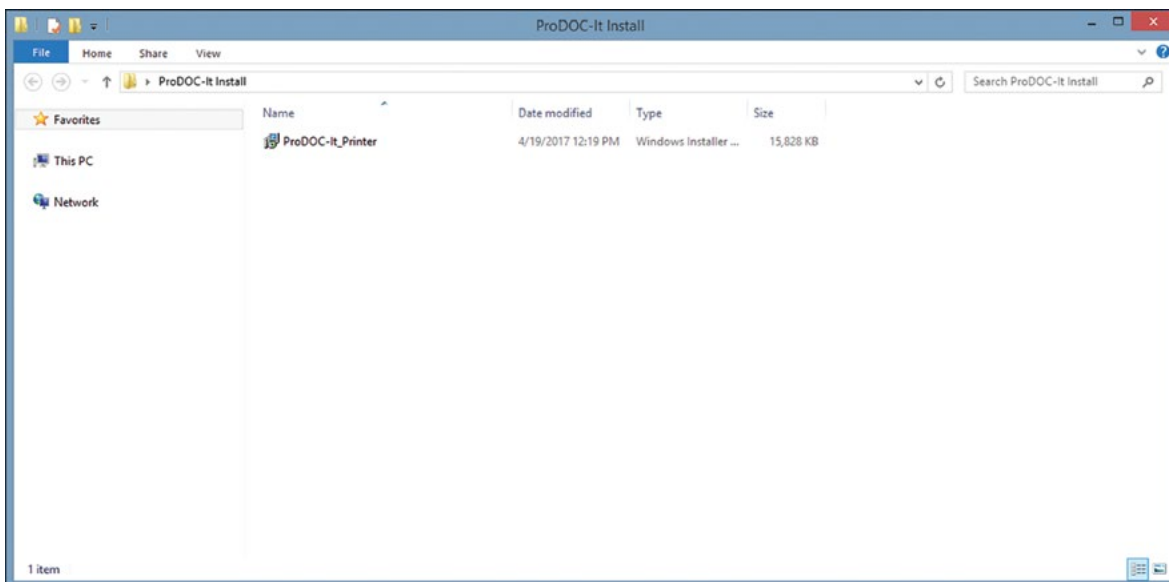 ProDOC-It Install
File Home Share View
ProDOC-It Install Search ProDOC-It Install
Favorites
This PC
Network
Name Date modified Type Size
ProDOC-It_Printer 4/19/2017 12:19 PM Windows Installer ... 15,828 KB
1 item